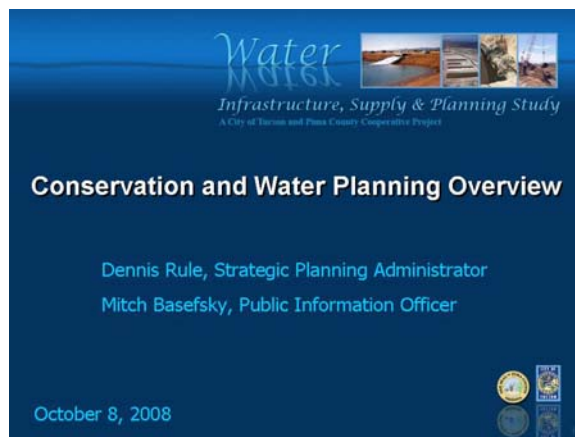 Water
Infrastructure, Supply & Planning Study
A City of Tucson and Pima County Cooperative Project
Conservation and Water Planning Overview
Dennis Rule, Strategic Planning Administrator
Mitch Basefsky, Public Information Officer
October 8, 2008